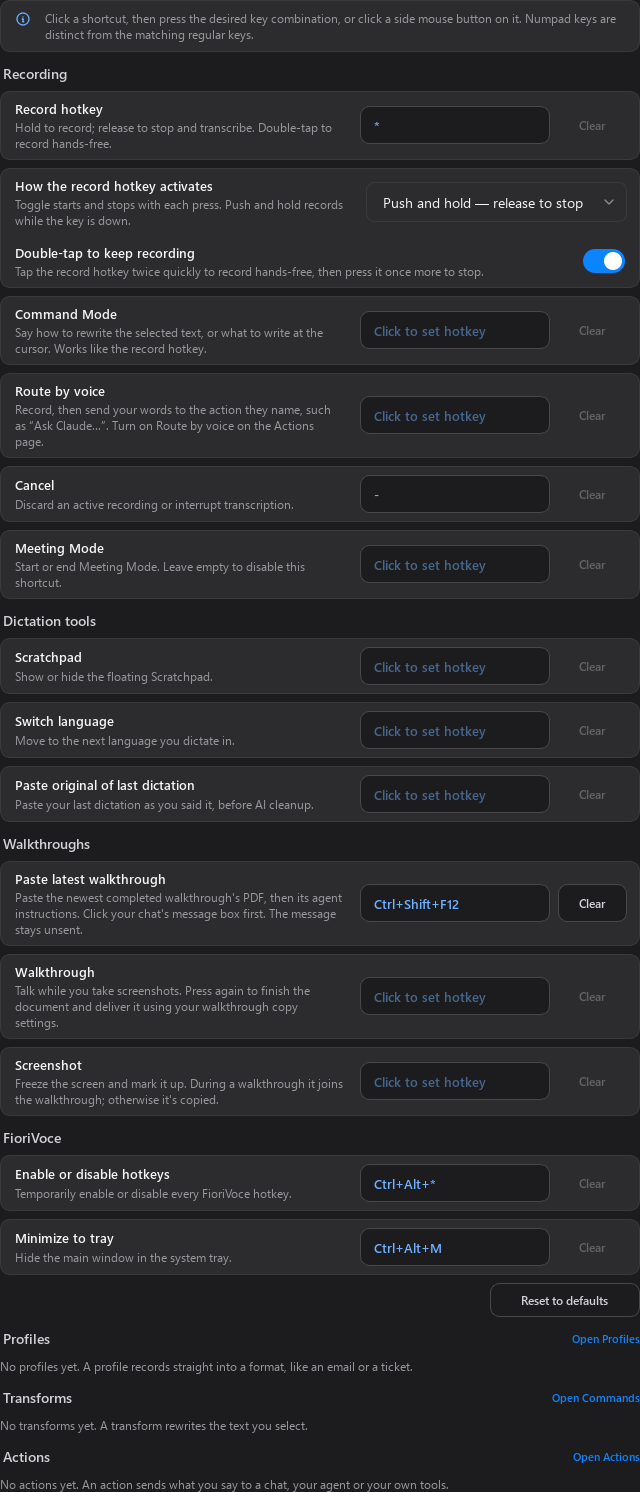 Click a shortcut, then press the desired key combination, or click a side mouse button on it. Numpad keys are
distinct from the matching regular keys.
Recording
Record hotkey
Hold to record; release to stop and transcribe. Double-tap to
record hands-free.
*
Clear
How the record hotkey activates
Toggle starts and stops with each press. Push and hold records
while the key is down.
Push and hold — release to stop
Double-tap to keep recording
Tap the record hotkey twice quickly to record hands-free, then press it once more to stop.
Command Mode
Say how to rewrite the selected text, or what to write at the
cursor. Works like the record hotkey.
Click to set hotkey
Clear
Route by voice
Record, then send your words to the action they name, such
as “Ask Claude...”. Turn on Route by voice on the Actions
page.
Click to set hotkey
Clear
Cancel
Discard an active recording or interrupt transcription.
-
Clear
Meeting Mode
Start or end Meeting Mode. Leave empty to disable this
shortcut.
Click to set hotkey
Clear
Dictation tools
Scratchpad
Show or hide the floating Scratchpad.
Click to set hotkey
Clear
Switch language
Move to the next language you dictate in.
Click to set hotkey
Clear
Paste original of last dictation
Paste your last dictation as you said it, before AI cleanup.
Click to set hotkey
Clear
Walkthroughs
Paste latest walkthrough
Paste the newest completed walkthrough's PDF, then its agent
instructions. Click your chat's message box first. The message
stays unsent.
Ctrl+Shift+F12
Clear
Walkthrough
Talk while you take screenshots. Press again to finish the
document and deliver it using your walkthrough copy
settings.
Click to set hotkey
Clear
Screenshot
Freeze the screen and mark it up. During a walkthrough it joins
the walkthrough; otherwise it's copied.
Click to set hotkey
Clear
FioriVoce
Enable or disable hotkeys
Temporarily enable or disable every FioriVoce hotkey.
Ctrl+Alt+*
Clear
Minimize to tray
Hide the main window in the system tray.
Ctrl+Alt+M
Clear
Reset to defaults
Profiles
Open Profiles
No profiles yet. A profile records straight into a format, like an email or a ticket.
Transforms
Open Commands
No transforms yet. A transform rewrites the text you select.
Actions
Open Actions
No actions yet. An action sends what you say to a chat, your agent or your own tools.